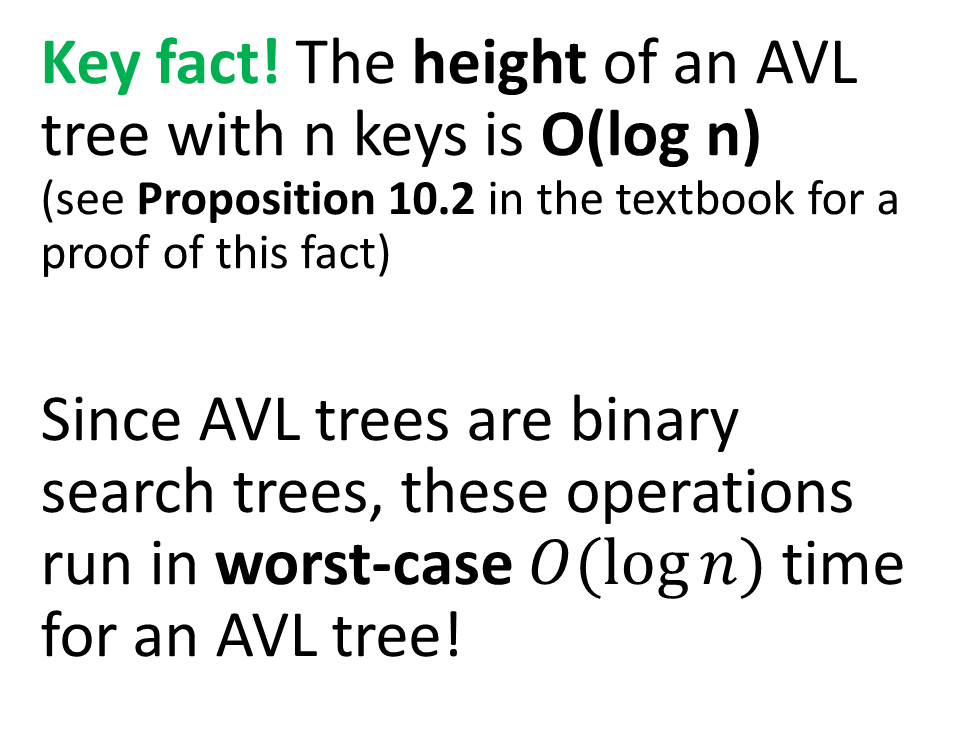 Key fact! The height of an AVL
tree with n keys is O(log n)
(see Proposition 10.2 in the textbook for a
proof of this fact)
Since AVL trees are binary
search trees, these operations
run in worst-case O(log n) time
for an AVL tree!